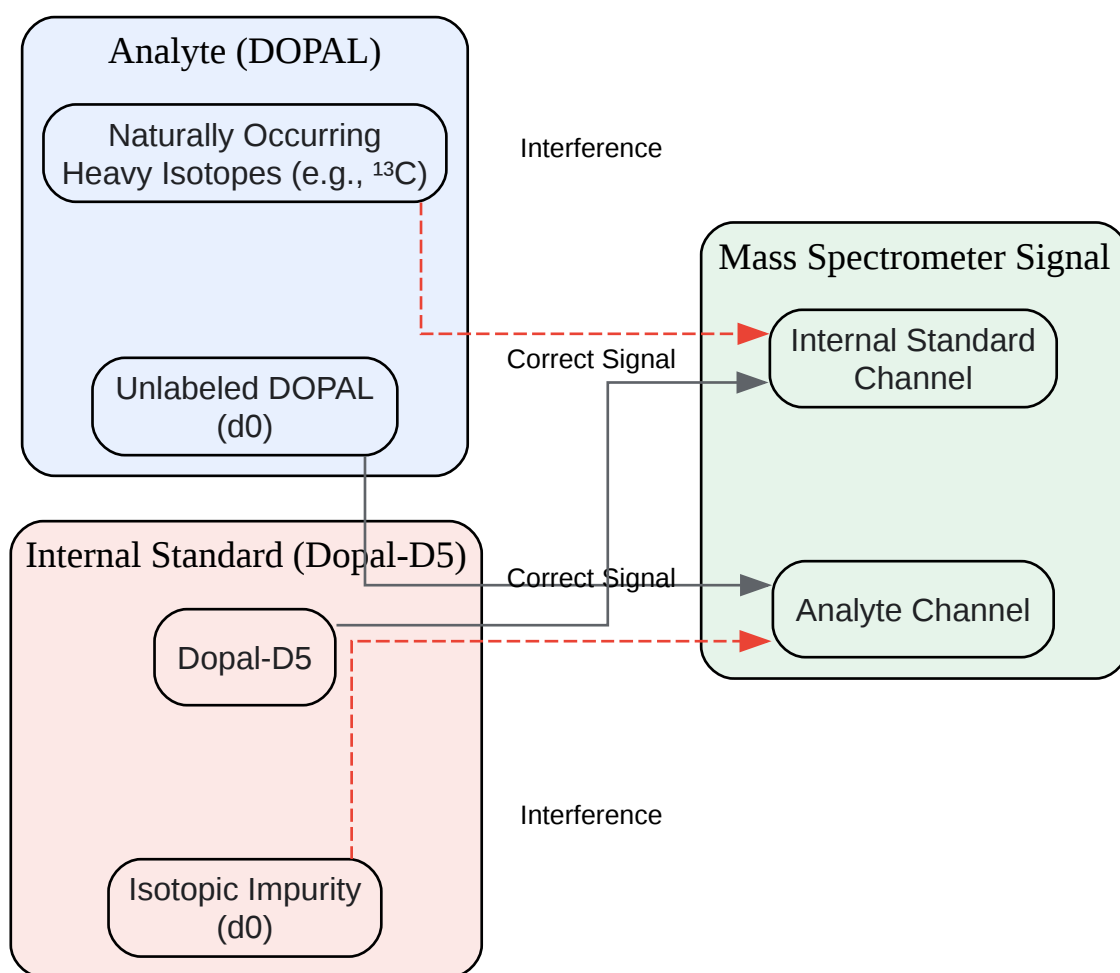 Analyte (DOPAL)
Naturally Occurring
Heavy Isotopes (e.g., ¹³C)
Interference
Mass Spectrometer Signal
Internal Standard
Channel
Correct Signal
Unlabeled DOPAL
(d0)
Internal Standard (Dopal-D5)
Correct Signal
Analyte Channel
Dopal-D5
Interference
Isotopic Impurity
(d0)